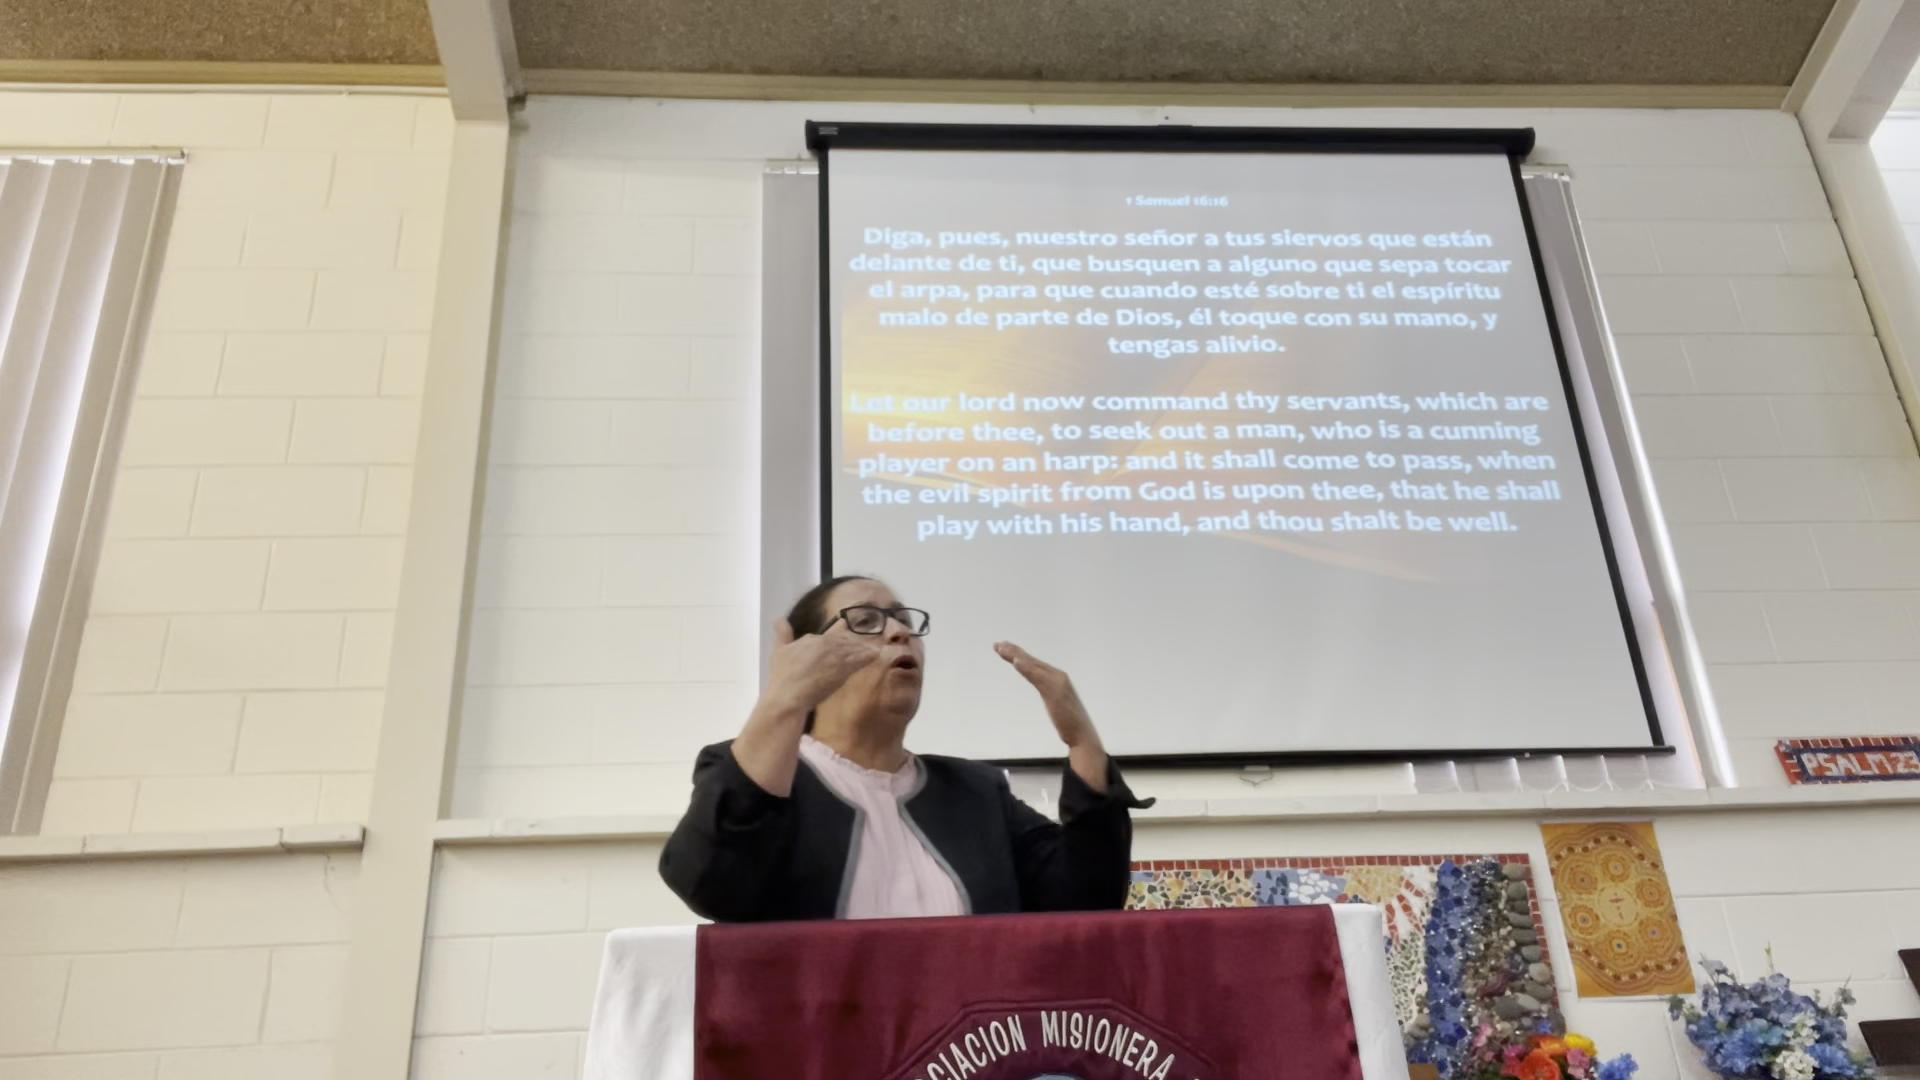 1 Samuel 16:16
Diga, pues, nuestro señor a tus siervos que están
delante de ti, que busquen a alguno que sepa tocar
el arpa, para que cuando esté sobre ti el espíritu
malo de parte de Dios, él toque con su mano, y
tengas alivio.
Let our lord now command thy servants, which are
before thee, to seek out a man, who is a cunning
player on an harp: and it shall come to pass, when
the evil spirit from God is upon thee, that he shall
play with his hand, and thou shalt be well.
PSALM 23
CIACION MISIONERA